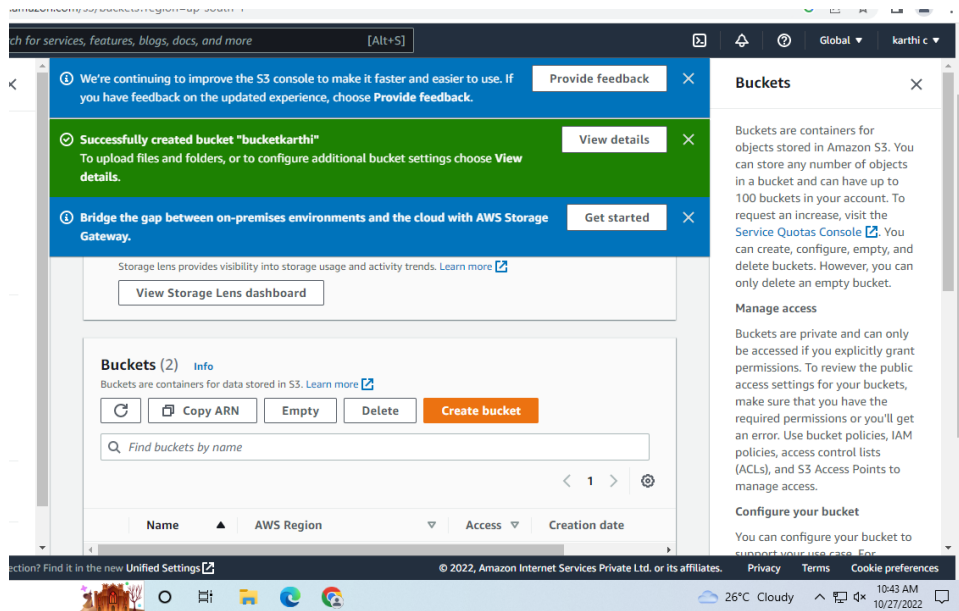 ch for services, features, blogs, docs, and more [Alt+S] Global ▼ karthi c ▼
We're continuing to improve the S3 console to make it faster and easier to use. If
you have feedback on the updated experience, choose Provide feedback.
Provide feedback
Successfully created bucket "bucketkarthi"
To upload files and folders, or to configure additional bucket settings choose View
details.
View details
Bridge the gap between on-premises environments and the cloud with AWS Storage
Gateway.
Get started
Storage lens provides visibility into storage usage and activity trends. Learn more
View Storage Lens dashboard
Buckets (2) Info
Buckets are containers for data stored in S3. Learn more
Copy ARN Empty Delete Create bucket
Find buckets by name
1
Name AWS Region Access Creation date
Buckets
Buckets are containers for
objects stored in Amazon S3. You
can store any number of objects
in a bucket and can have up to
100 buckets in your account. To
request an increase, visit the
Service Quotas Console. You
can create, configure, empty, and
delete buckets. However, you can
only delete an empty bucket.
Manage access
Buckets are private and can only
be accessed if you explicitly grant
permissions. To review the public
access settings for your buckets,
make sure that you have the
required permissions or you'll get
an error. Use bucket policies, IAM
policies, access control lists
(ACLs), and S3 Access Points to
manage access.
Configure your bucket
You can configure your bucket to
support your use case. For
ection? Find it in the new Unified Settings © 2022, Amazon Internet Services Private Ltd. or its affiliates. Privacy Terms Cookie preferences
26°C Cloudy 10:43 AM
10/27/2022